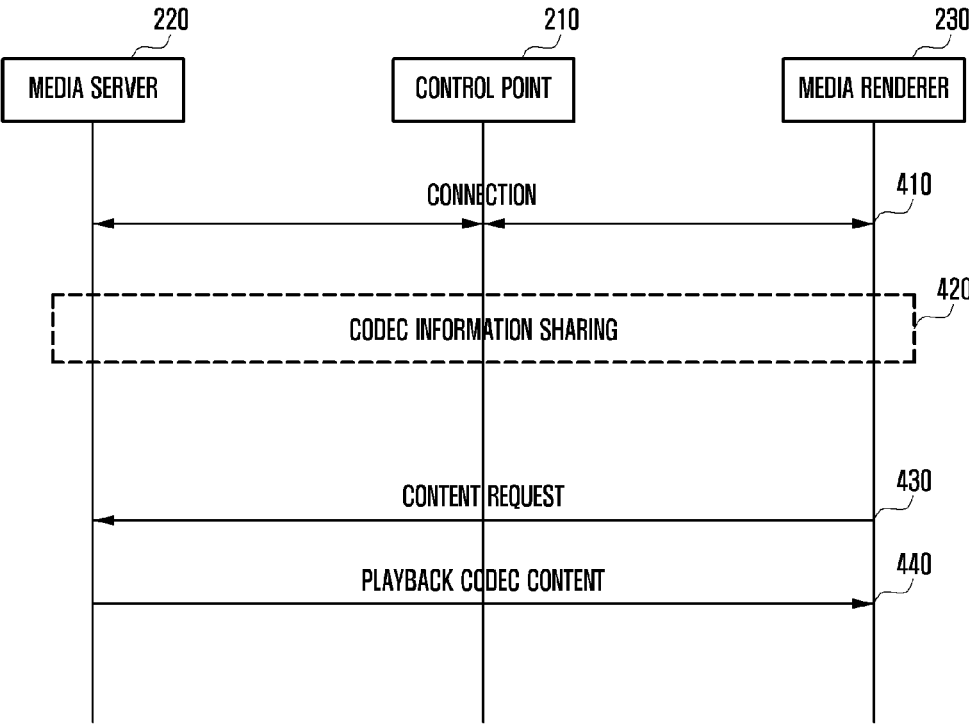 220
210
230
MEDIA SERVER
CONTROL POINT
MEDIA RENDERER
CONNECTION
410
420
CODEC INFORMATION SHARING
CONTENT REQUEST
430
PLAYBACK CODEC CONTENT
440